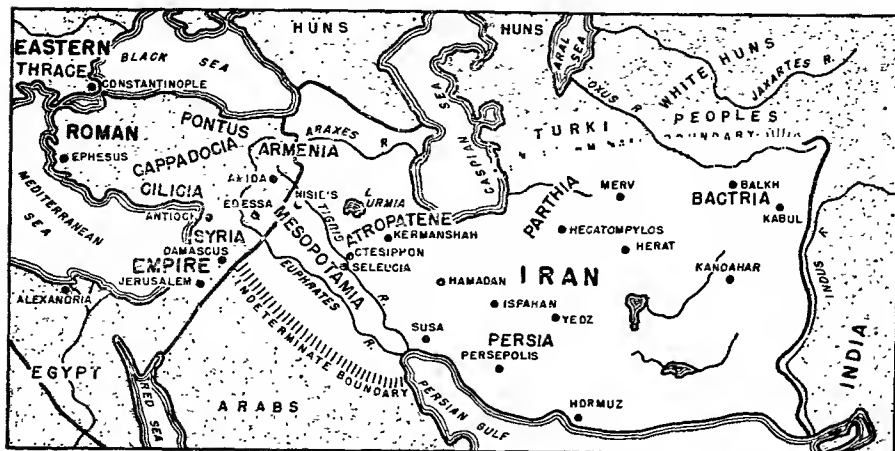 HUNS
HUNS
EASTERN
THRACE
BLACK
SEA
CONSTANTINOPLE
ARAL
SEA
OXUS R.
WHITE HUNS
JAXARTES R.
CASPIAN
SEA
TURKI PEOPLES
BOUNDARY
ROMAN
PONTUS
CAPPADOCIA
CILICIA
EPHESUS
ARAXES
R.
ARMENIA
AMIDA
EDESSA
TIGRIS
R.
L.
URMIA
ATROPATENE
KERMANSHAH
MEDITERRANEAN
SEA
ANTIOCH
SYRIA
DAMASCUS
EMPIRE
JERUSALEM
ALEXANDRIA
MESOPOTAMIA
CTESIPHON
SELEUCIA
EUPHRATES
R.
INDETERMINATE BOUNDARY
PARTHIA
MERV
BACTRIA
BALKH
KABUL
HECATOMPYLOS
HERAT
HAMADAN
IRAN
KANDAHAR
ISPAHAN
YEDZ
SUSA
PERSIA
PERSEPOLIS
HORMUZ
INDUS
INDIA
EGYPT
RED SEA
ARABS
PERSIAN
GULF